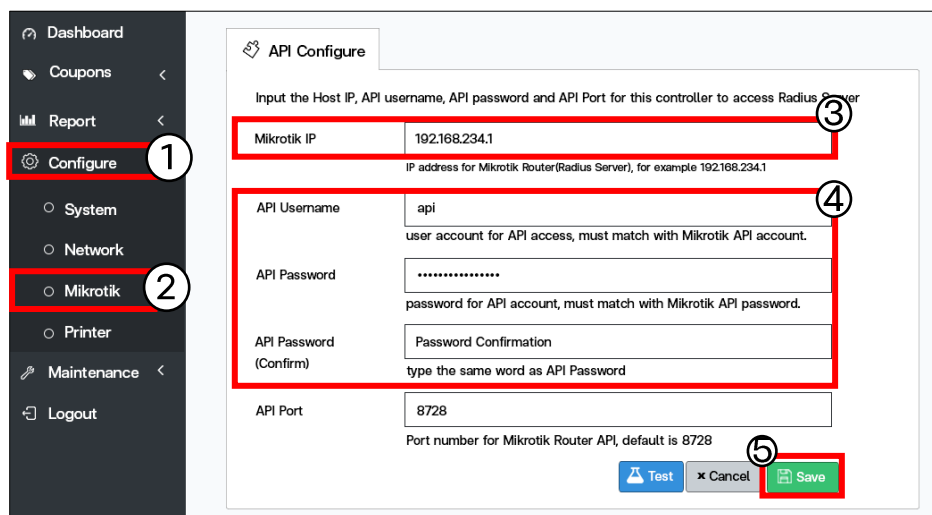 Dashboard
Coupons
Report
① Configure
System
Network
② Mikrotik
Printer
Maintenance
Logout
API Configure
Input the Host IP, API username, API password and API Port for this controller to access Radius Server
③
Mikrotik IP 192.168.234.1
IP address for Mikrotik Router(Radius Server), for example 192.168.234.1
④
API Username api
user account for API access, must match with Mikrotik API account.
API Password ••••••••••••••••
password for API account, must match with Mikrotik API password.
API Password (Confirm) Password Confirmation
type the same word as API Password
API Port 8728
Port number for Mikrotik Router API, default is 8728
⑤
Test × Cancel Save